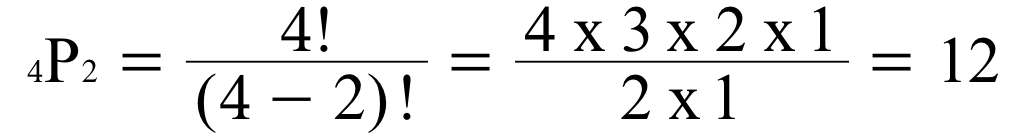 ₄P₂ = 4! / (4 − 2)! = 4 x 3 x 2 x 1 / 2 x 1 = 12